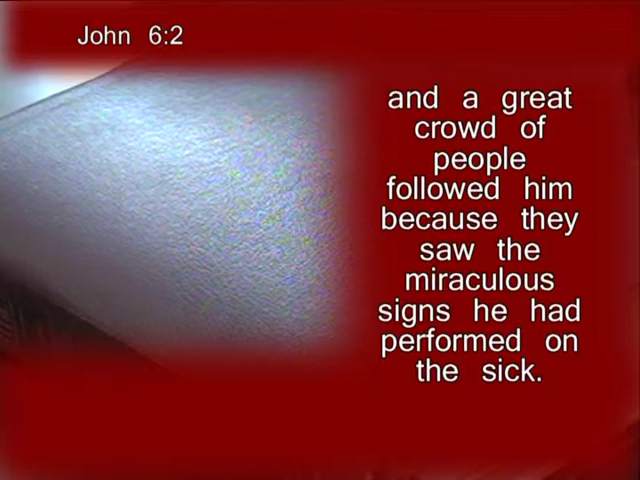 John 6:2
and a great
crowd of
people
followed him
because they
saw the
miraculous
signs he had
performed on
the sick.